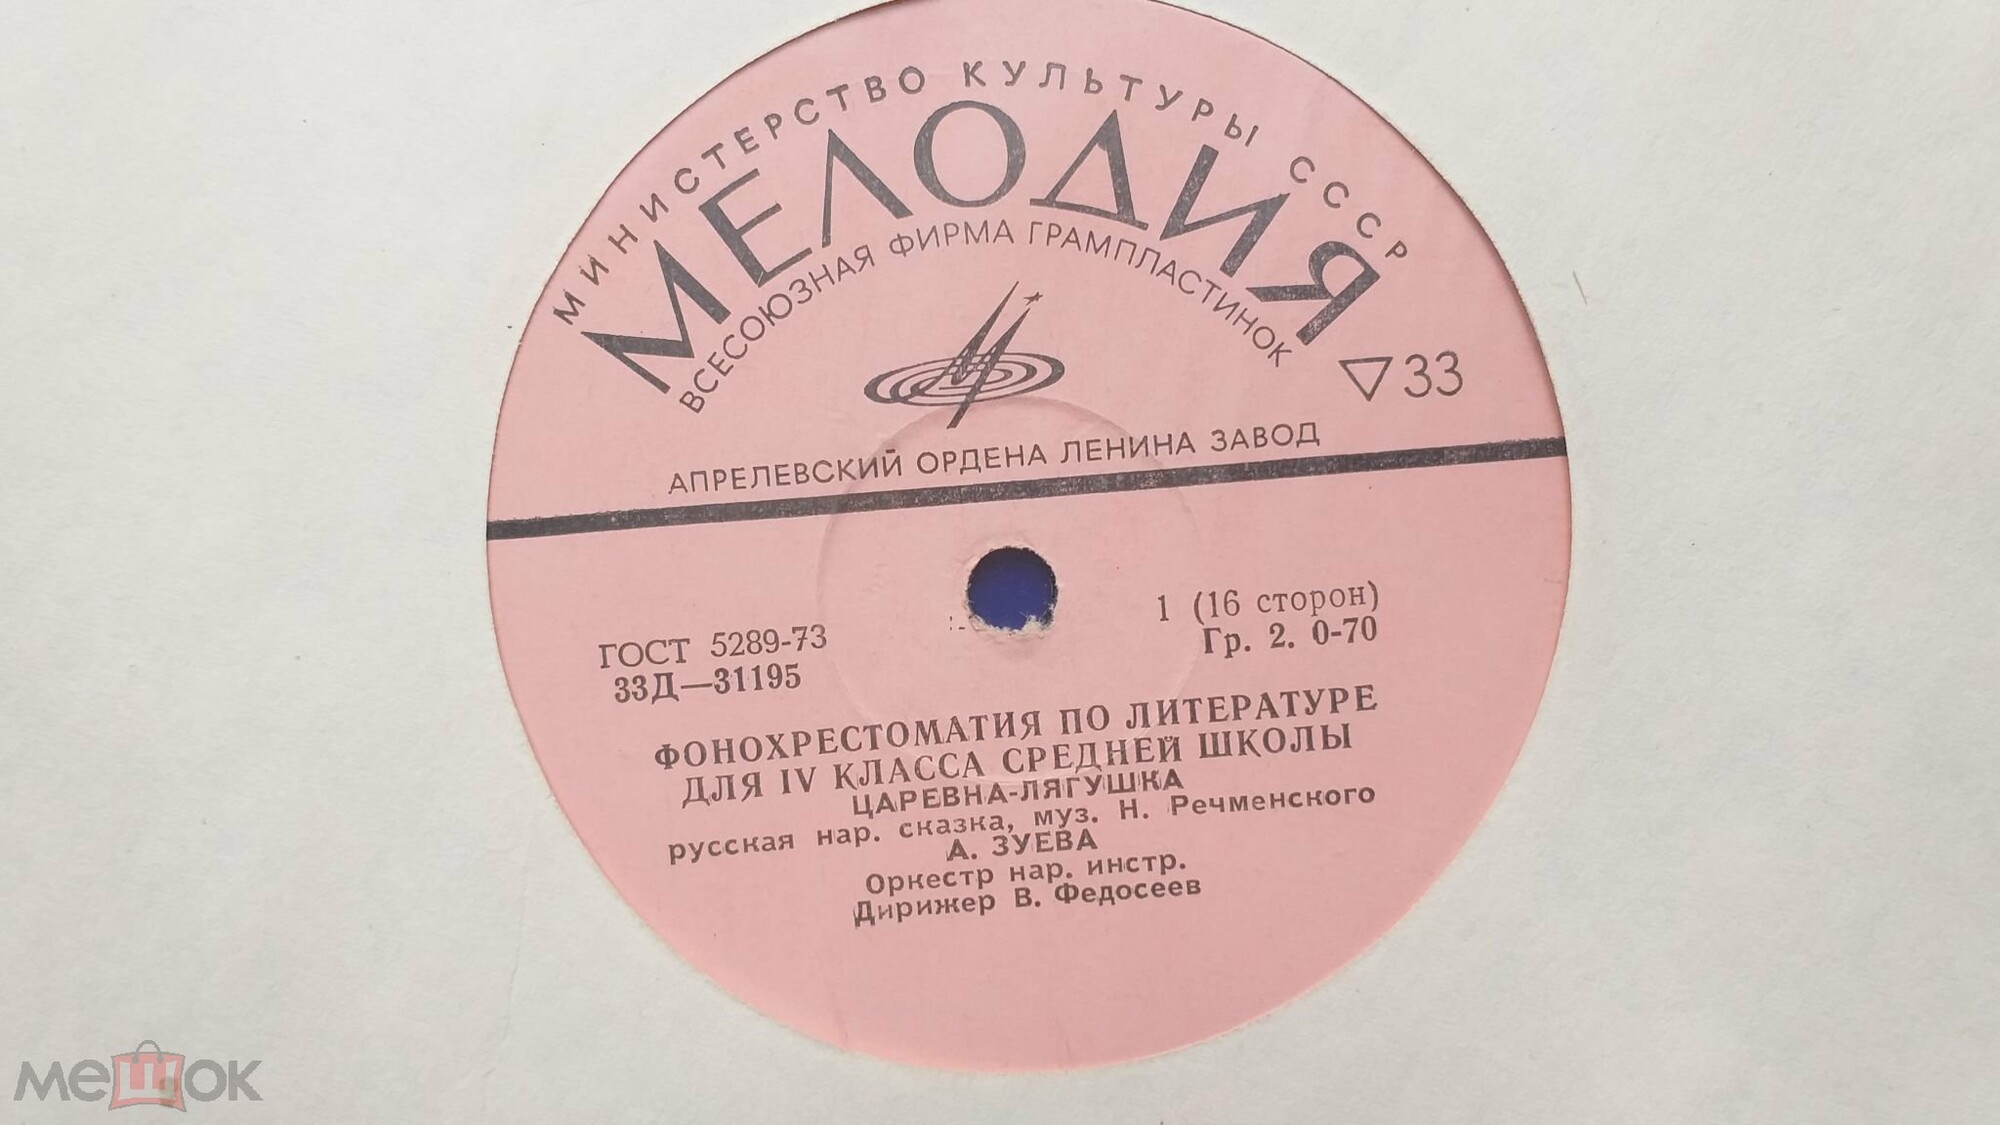 МИНИСТЕРСТВО КУЛЬТУРЫ СССР
МЕЛОДИЯ
ВСЕСОЮЗНАЯ ФИРМА ГРАМПЛАСТИНОК
33
АПРЕЛЕВСКИЙ ОРДЕНА ЛЕНИНА ЗАВОД
ГОСТ 5289-73
33Д—31195
1 (16 сторон)
Гр. 2. 0-70
ФОНОХРЕСТОМАТИЯ ПО ЛИТЕРАТУРЕ
ДЛЯ IV КЛАССА СРЕДНЕЙ ШКОЛЫ
ЦАРЕВНА-ЛЯГУШКА
русская нар. сказка, муз. Н. Речменского
А. ЗУЕВА
Оркестр нар. инстр.
Дирижер В. Федосеев
мешок